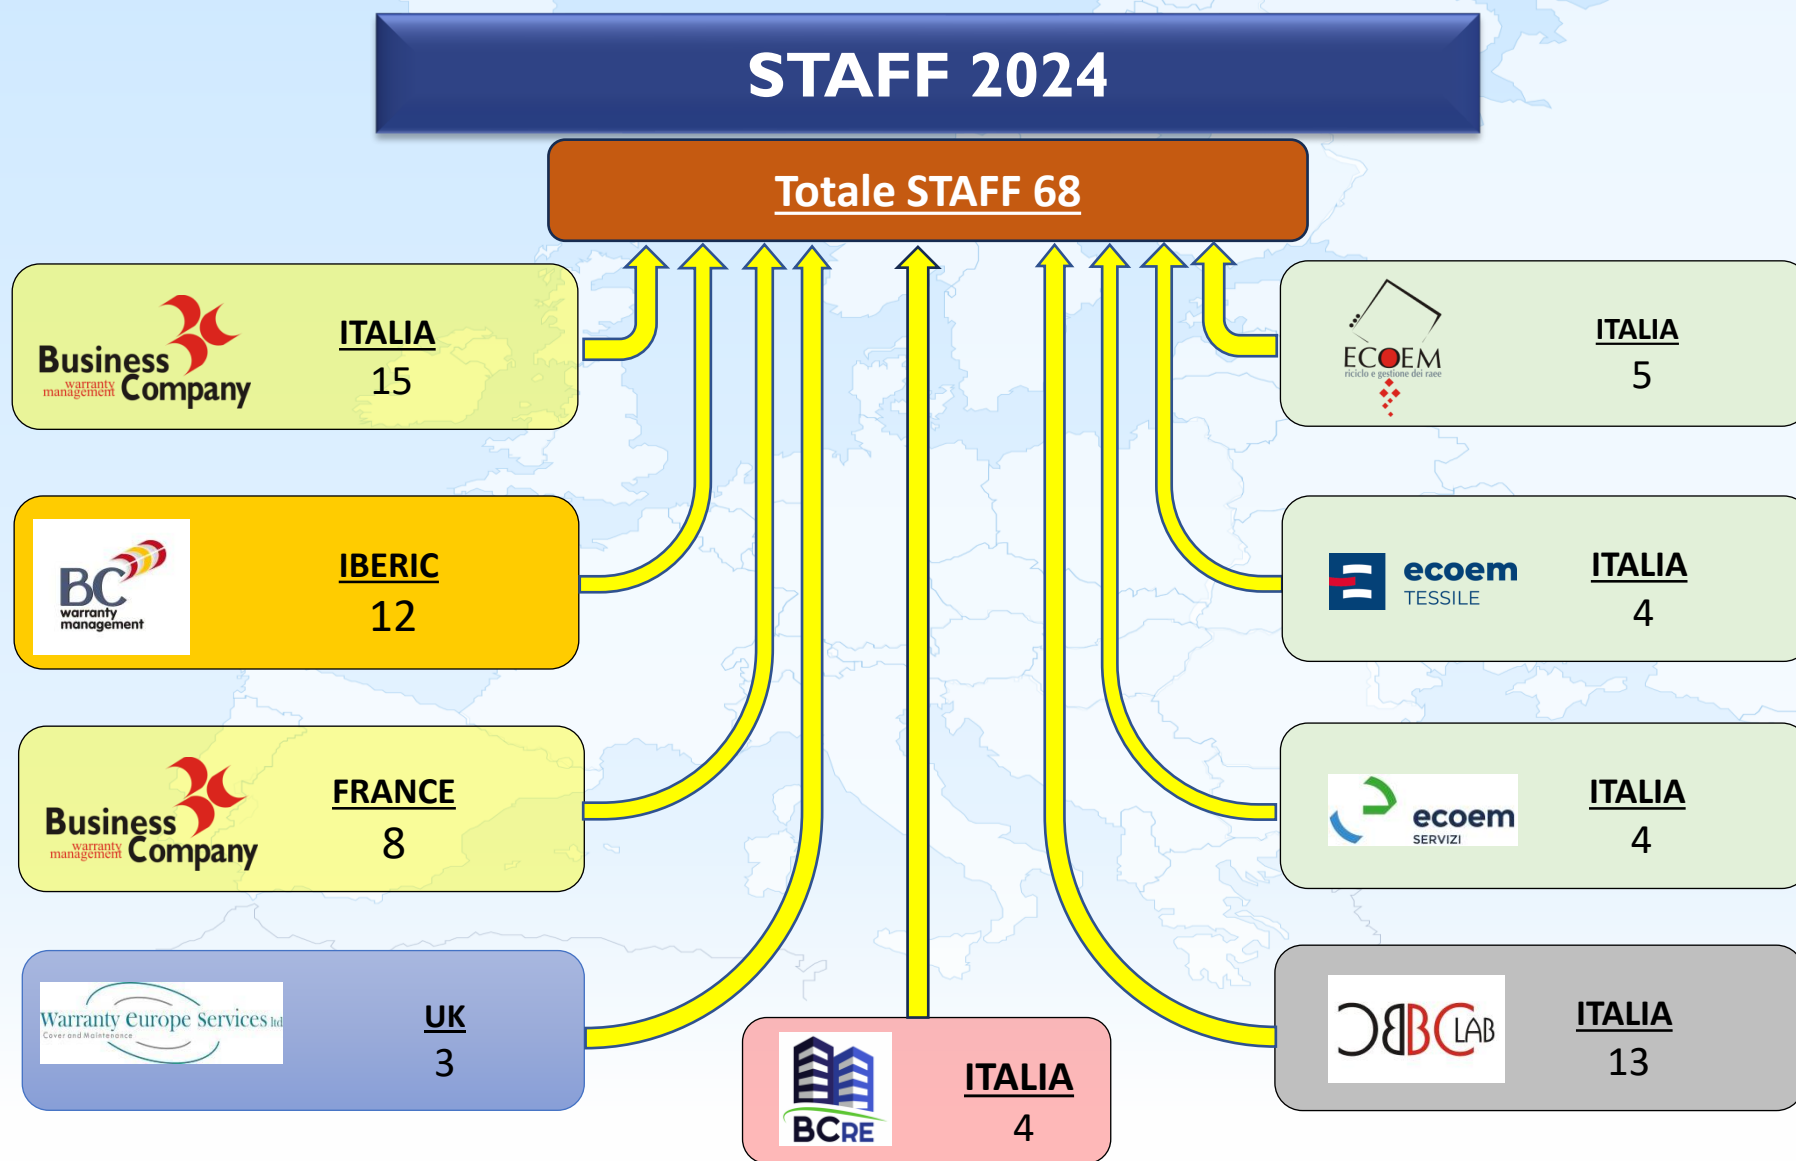 STAFF 2024
Totale STAFF 68
Business
warranty
management Company
ITALIA
15
ECOEM
riciclo e gestione dei raee
ITALIA
5
BC
warranty
management
IBERIC
12
ecoem
TESSILE
ITALIA
4
Business
warranty
management Company
FRANCE
8
ecoem
SERVIZI
ITALIA
4
Warranty Europe Services ltd
Cover and Maintenance
UK
3
BCRE
ITALIA
4
BCLAB
ITALIA
13